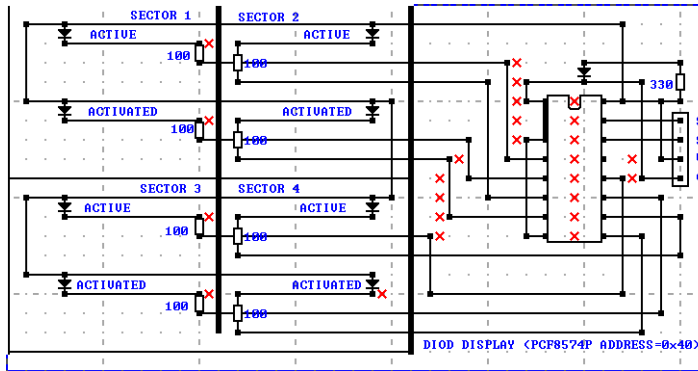 SECTOR 1
SECTOR 2
ACTIVE
ACTIVE
100
100
330
ACTIVATED
ACTIVATED
100
100
SECTOR 3
SECTOR 4
ACTIVE
ACTIVE
100
100
ACTIVATED
ACTIVATED
100
100
DIOD DISPLAY (PCF8574P ADDRESS=0x40)